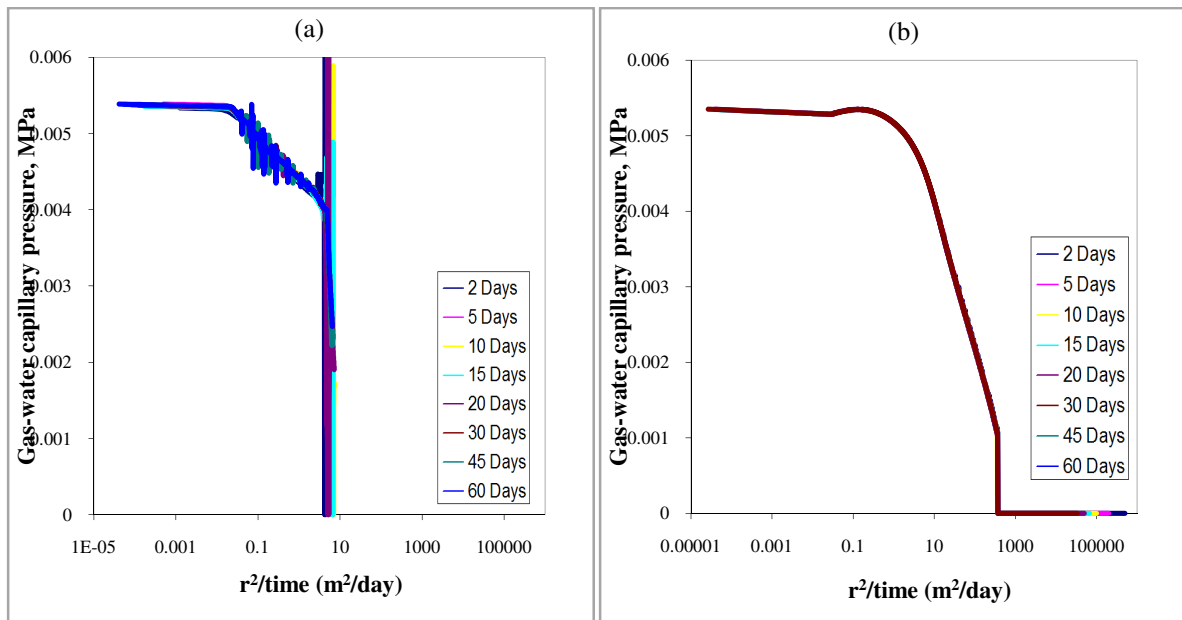 (a)
Gas-water capillary pressure, MPa
0.006
0.005
0.004
0.003
0.002
0.001
0
1E-05
0.001
0.1
10
1000
100000
r²/time (m²/day)
2 Days
5 Days
10 Days
15 Days
20 Days
30 Days
45 Days
60 Days
(b)
Gas-water capillary pressure, MPa
0.006
0.005
0.004
0.003
0.002
0.001
0
0.00001
0.001
0.1
10
1000
100000
r²/time (m²/day)
2 Days
5 Days
10 Days
15 Days
20 Days
30 Days
45 Days
60 Days